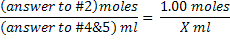 (answer to #2) moles / (answer to #4&5) ml = 1.00 moles / X ml